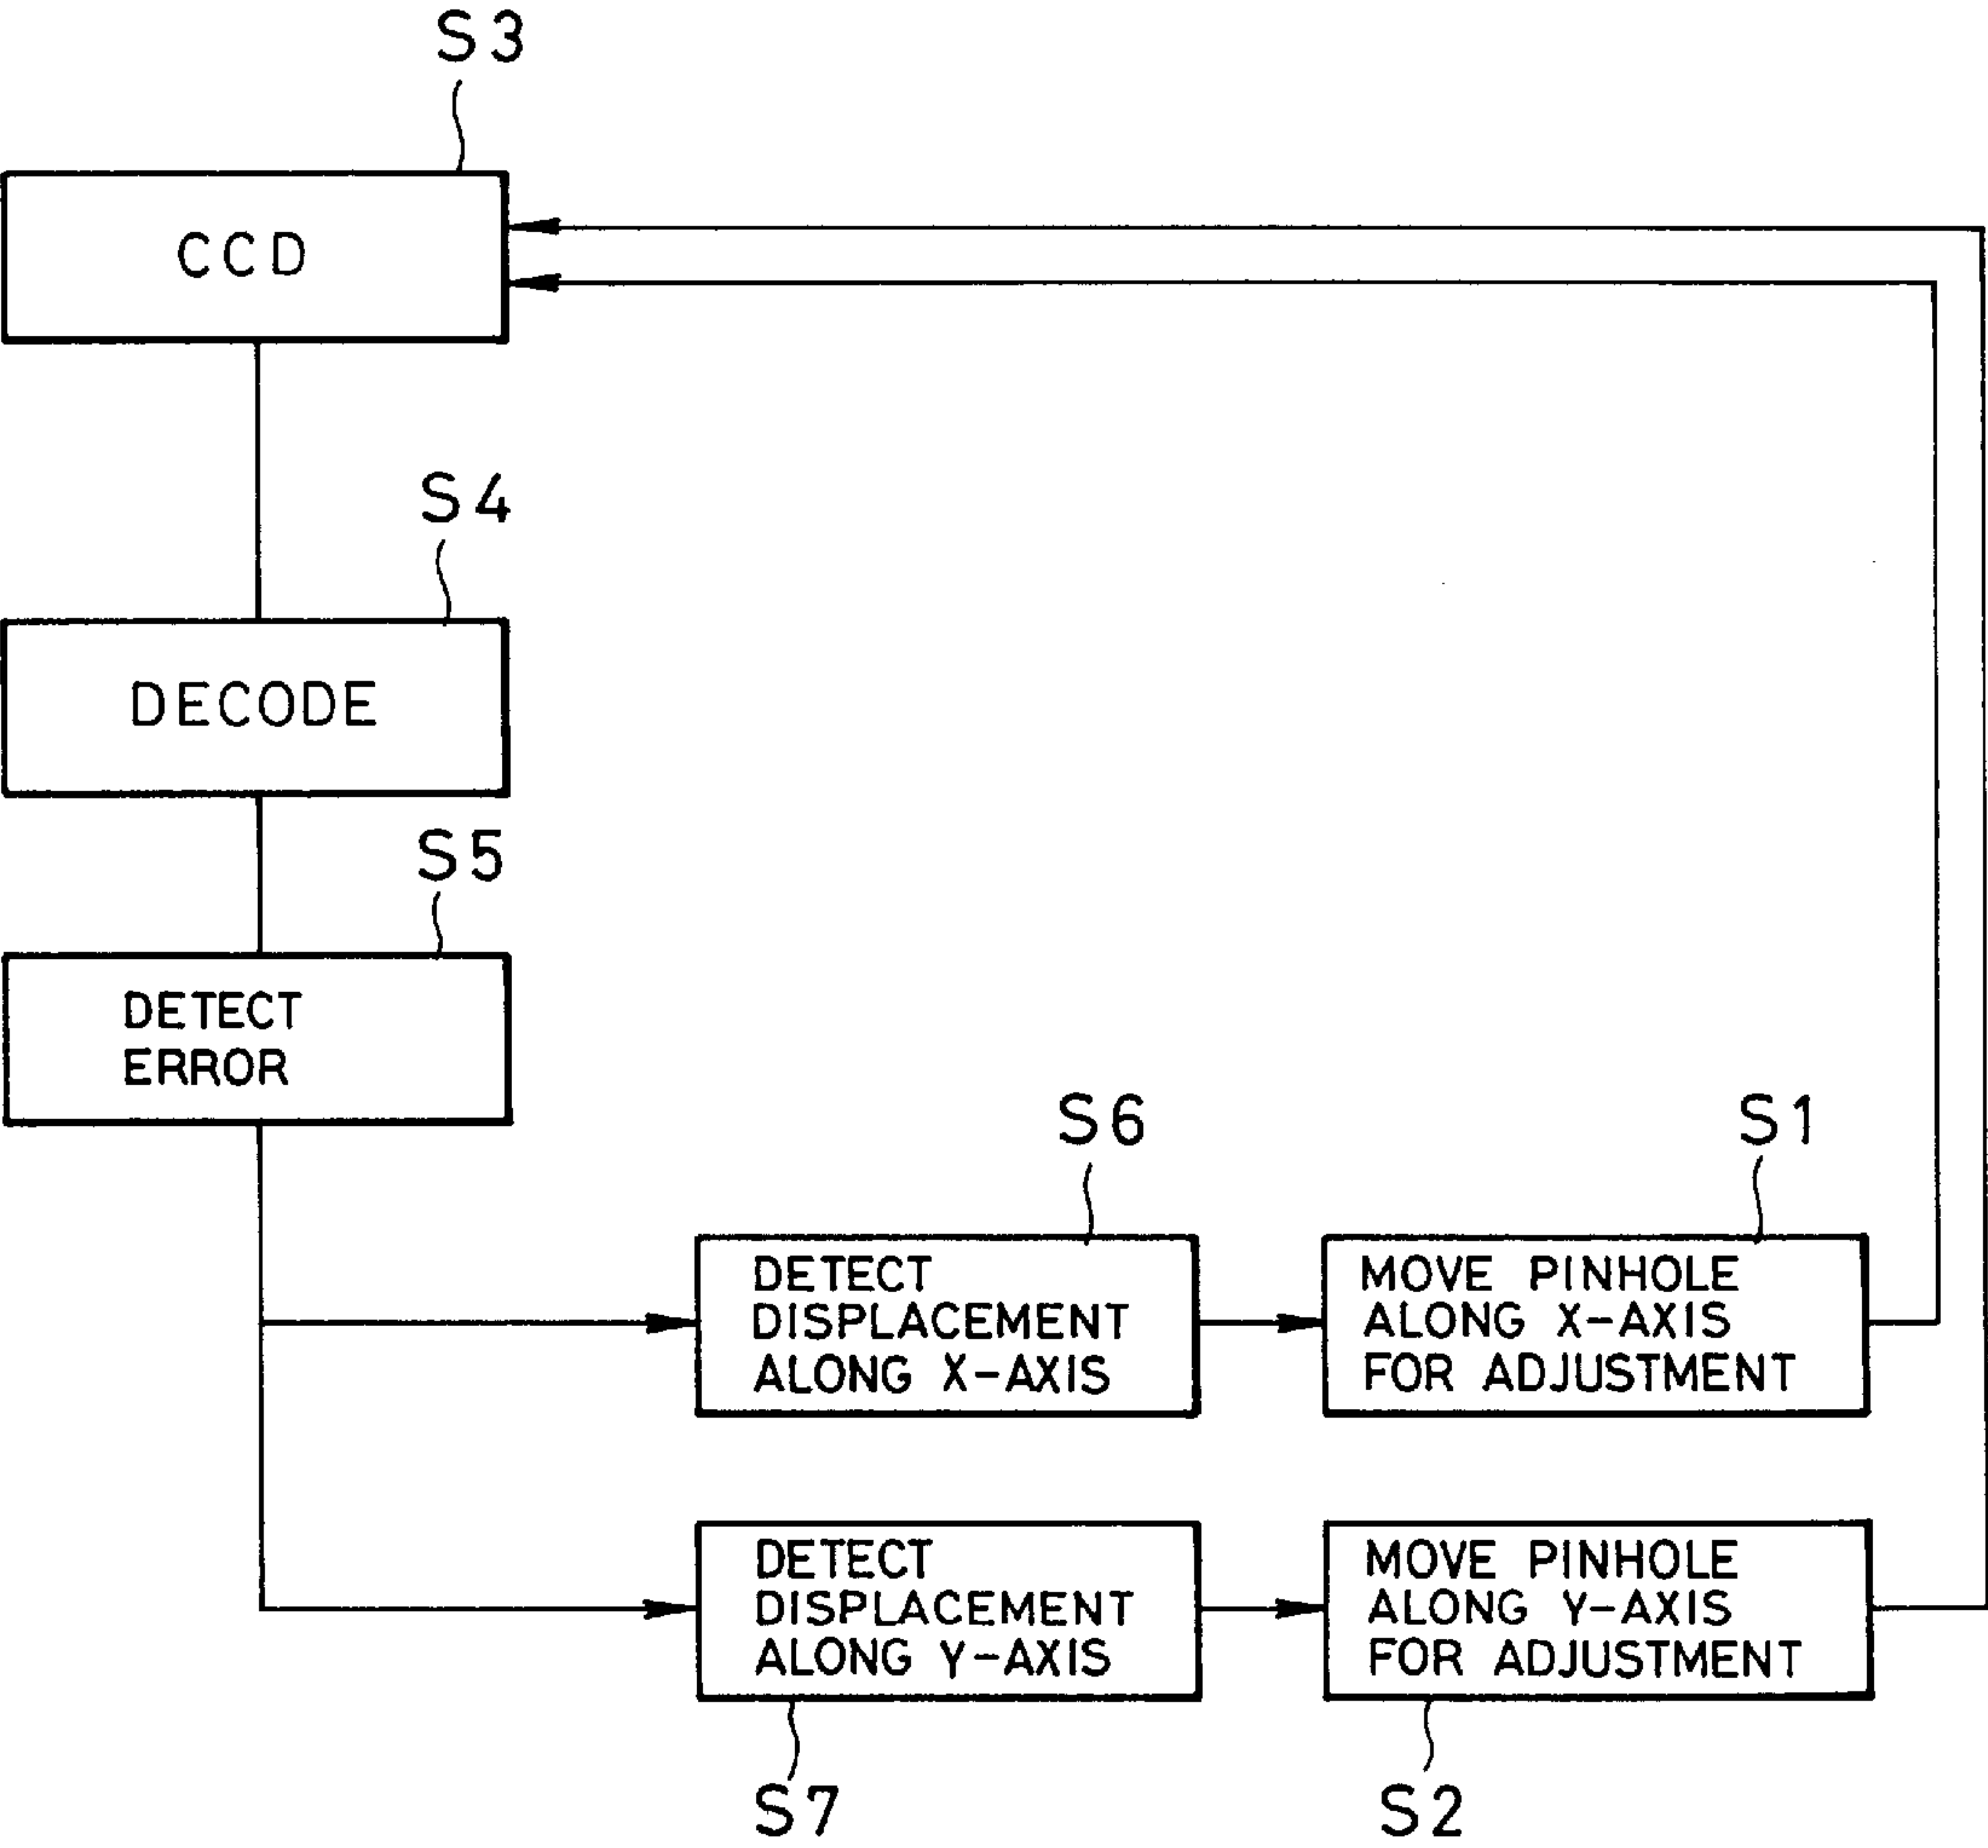 S3
CCD
S4
DECODE
S5
DETECT
ERROR
S6
DETECT
DISPLACEMENT
ALONG X-AXIS
S1
MOVE PINHOLE
ALONG X-AXIS
FOR ADJUSTMENT
DETECT
DISPLACEMENT
ALONG Y-AXIS
S7
MOVE PINHOLE
ALONG Y-AXIS
FOR ADJUSTMENT
S2